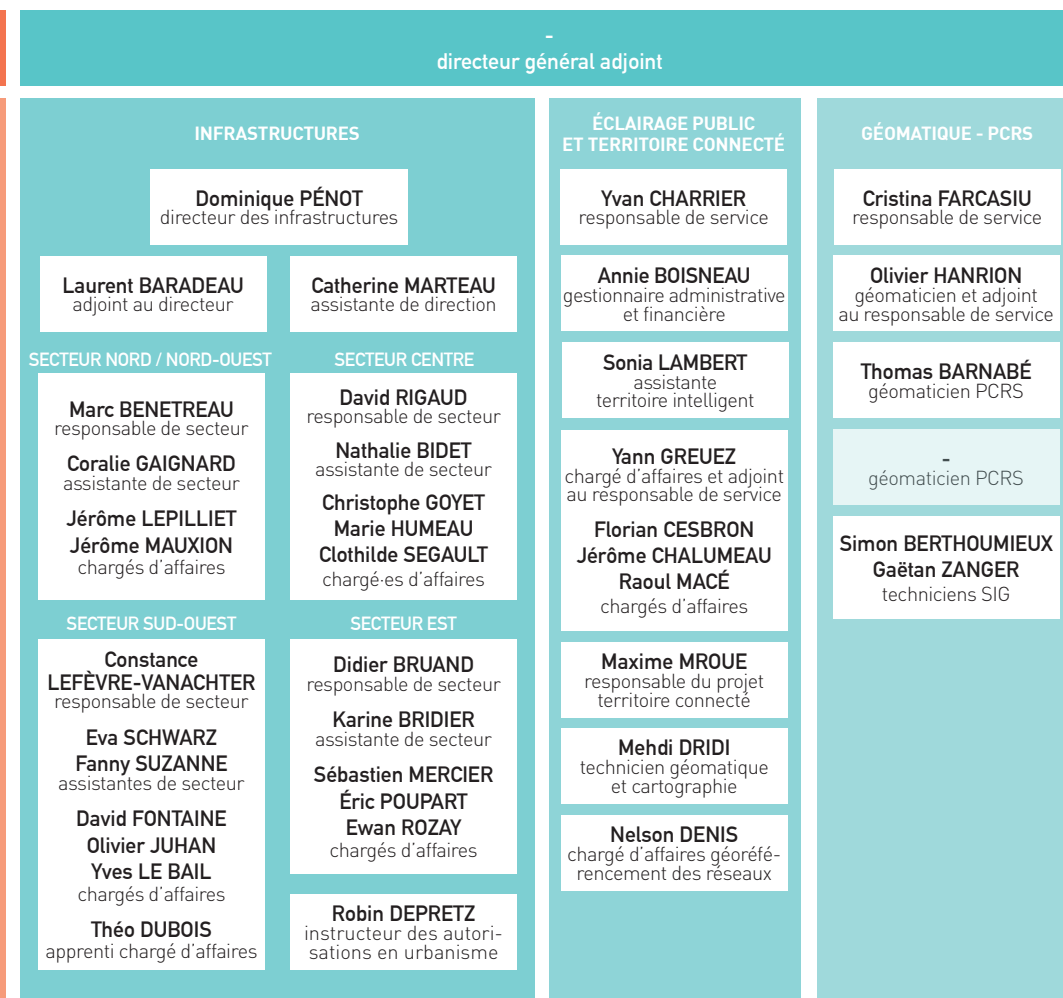 -
directeur général adjoint
INFRASTRUCTURES
Dominique PÉNOT
directeur des infrastructures
Laurent BARADEAU
adjoint au directeur
Catherine MARTEAU
assistante de direction
SECTEUR NORD / NORD-OUEST
Marc BENETREAU
responsable de secteur
Coralie GAIGNARD
assistante de secteur
Jérôme LEPILLIET
Jérôme MAUXION
chargés d'affaires
SECTEUR CENTRE
David RIGAUD
responsable de secteur
Nathalie BIDET
assistante de secteur
Christophe GOYET
Marie HUMEAU
Clothilde SEGAULT
chargé·es d'affaires
SECTEUR SUD-OUEST
Constance
LEFÈVRE-VANACHTER
responsable de secteur
Eva SCHWARZ
Fanny SUZANNE
assistantes de secteur
David FONTAINE
Olivier JUHAN
Yves LE BAIL
chargés d'affaires
Théo DUBOIS
apprenti chargé d'affaires
SECTEUR EST
Didier BRUAND
responsable de secteur
Karine BRIDIER
assistante de secteur
Sébastien MERCIER
Éric POUPART
Ewan ROZAY
chargés d'affaires
Robin DEPRETZ
instructeur des autori-
sations en urbanisme
ÉCLAIRAGE PUBLIC
ET TERRITOIRE CONNECTÉ
Yvan CHARRIER
responsable de service
Annie BOISNEAU
gestionnaire administrative
et financière
Sonia LAMBERT
assistante
territoire intelligent
Yann GREUEZ
chargé d'affaires et adjoint
au responsable de service
Florian CESBRON
Jérôme CHALUMEAU
Raoul MACÉ
chargés d'affaires
Maxime MROUE
responsable du projet
territoire connecté
Mehdi DRIDI
technicien géomatique
et cartographie
Nelson DENIS
chargé d'affaires géoréfé-
rencement des réseaux
GÉOMATIQUE - PCRS
Cristina FARCASIU
responsable de service
Olivier HANRION
géomaticien et adjoint
au responsable de service
Thomas BARNABÉ
géomaticien PCRS
-
géomaticien PCRS
Simon BERTHOUMIEUX
Gaëtan ZANGER
techniciens SIG